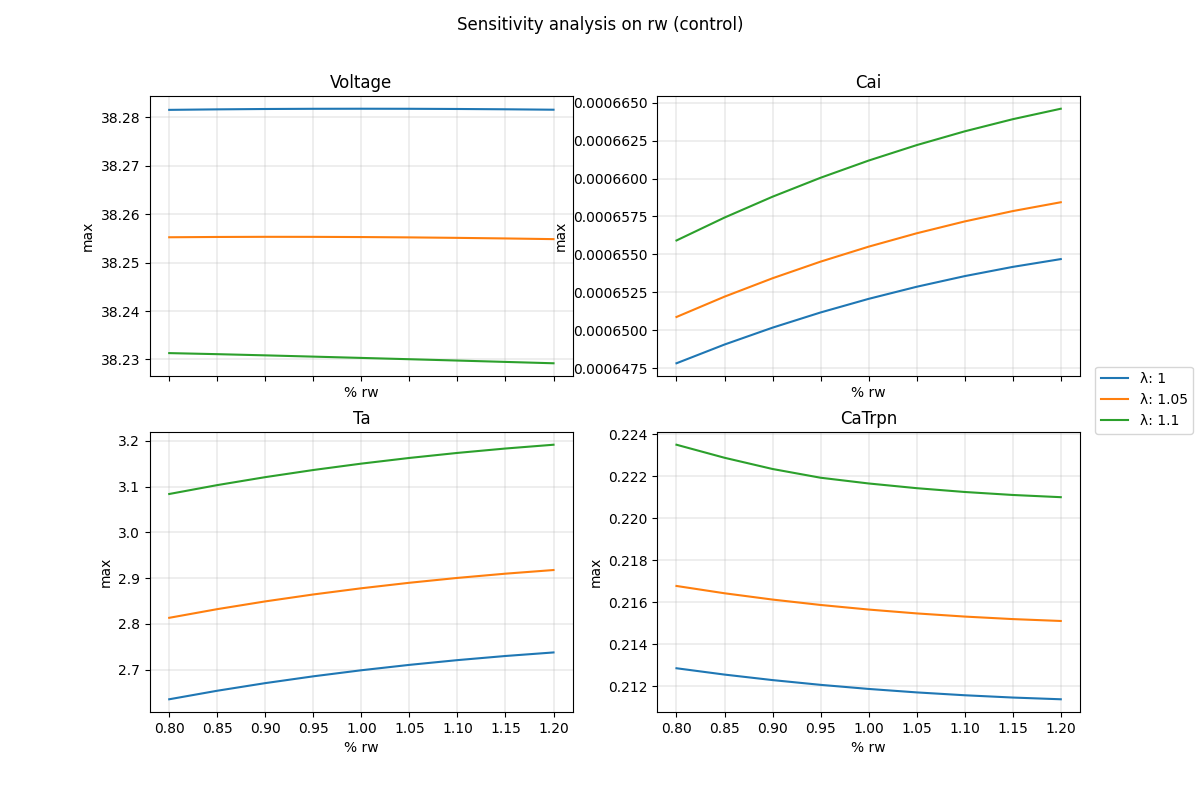 Sensitivity analysis on rw (control)
Voltage
38.28
38.27
38.26
38.25
38.24
38.23
max
% rw
Cai
0.0006650
0.0006625
0.0006600
0.0006575
0.0006550
0.0006525
0.0006500
0.0006475
max
% rw
λ: 1
λ: 1.05
λ: 1.1
Ta
3.2
3.1
3.0
2.9
2.8
2.7
max
0.80 0.85 0.90 0.95 1.00 1.05 1.10 1.15 1.20
% rw
CaTrpn
0.224
0.222
0.220
0.218
0.216
0.214
0.212
max
0.80 0.85 0.90 0.95 1.00 1.05 1.10 1.15 1.20
% rw